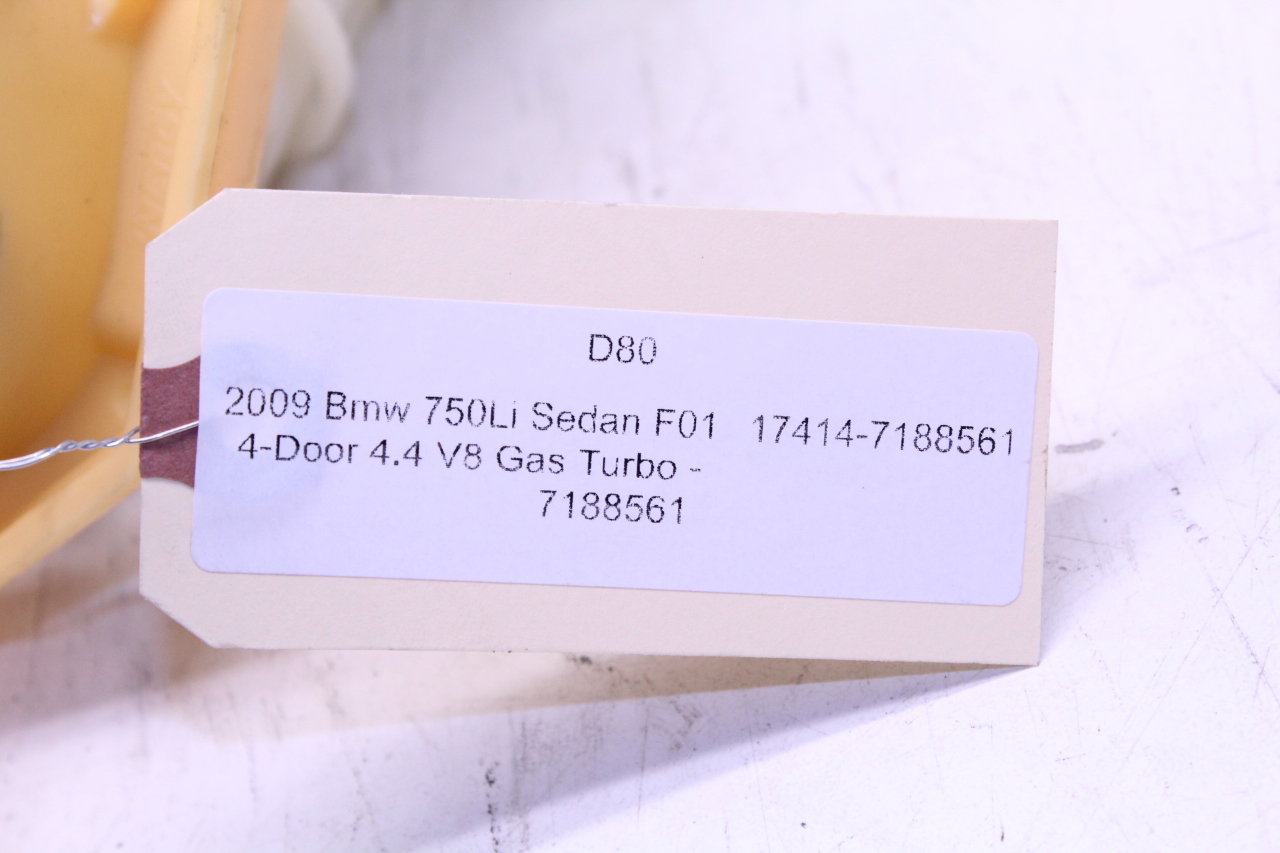 D80
2009 Bmw 750Li Sedan F01 17414-7188561
4-Door 4.4 V8 Gas Turbo -
7188561